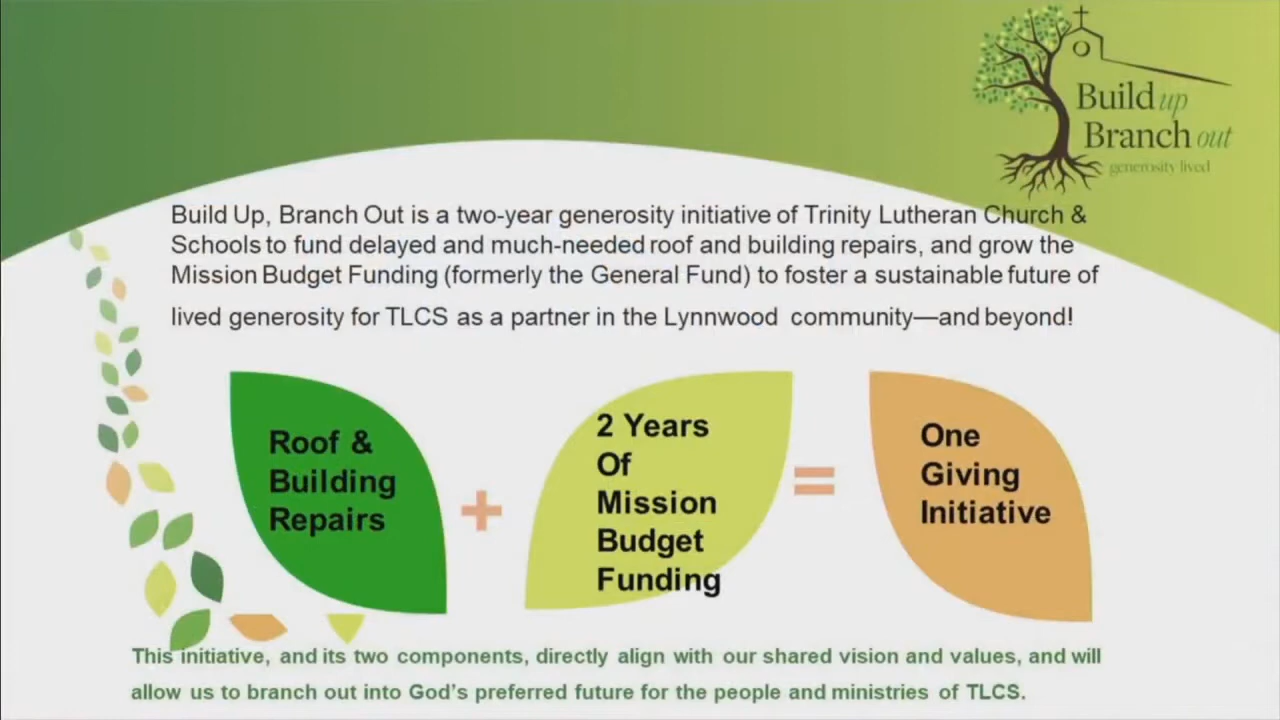 Build up
Branch out
generosity lived
Build Up, Branch Out is a two-year generosity initiative of Trinity Lutheran Church &
Schools to fund delayed and much-needed roof and building repairs, and grow the
Mission Budget Funding (formerly the General Fund) to foster a sustainable future of
lived generosity for TLCS as a partner in the Lynnwood community—and beyond!
Roof &
Building
Repairs
+
2 Years
Of
Mission
Budget
Funding
=
One
Giving
Initiative
This initiative, and its two components, directly align with our shared vision and values, and will
allow us to branch out into God's preferred future for the people and ministries of TLCS.